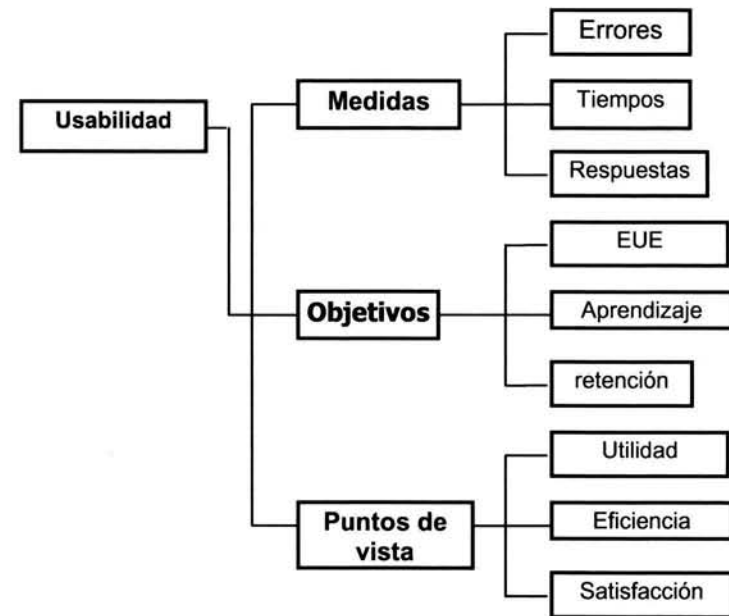 Usabilidad
Medidas
Errores
Tiempos
Respuestas
Objetivos
EUE
Aprendizaje
retención
Puntos de
vista
Utilidad
Eficiencia
Satisfacción